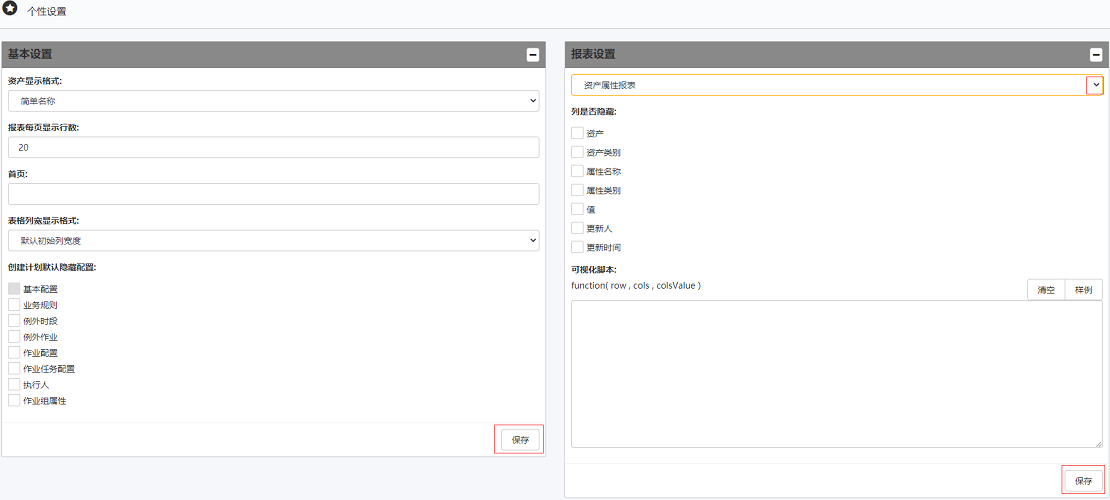 个性设置
基本设置
资产显示格式:
简单名称
报表每页显示行数:
20
首页:
表格列宽显示格式:
默认初始列宽度
创建计划默认隐藏配置:
基本配置
业务规则
例外时段
例外作业
作业配置
作业任务配置
执行人
作业组属性
保存
报表设置
资产属性报表
列是否隐藏:
资产
资产类别
属性名称
属性类别
值
更新人
更新时间
可视化脚本:
function( row , cols , colsValue )
清空 样例
保存